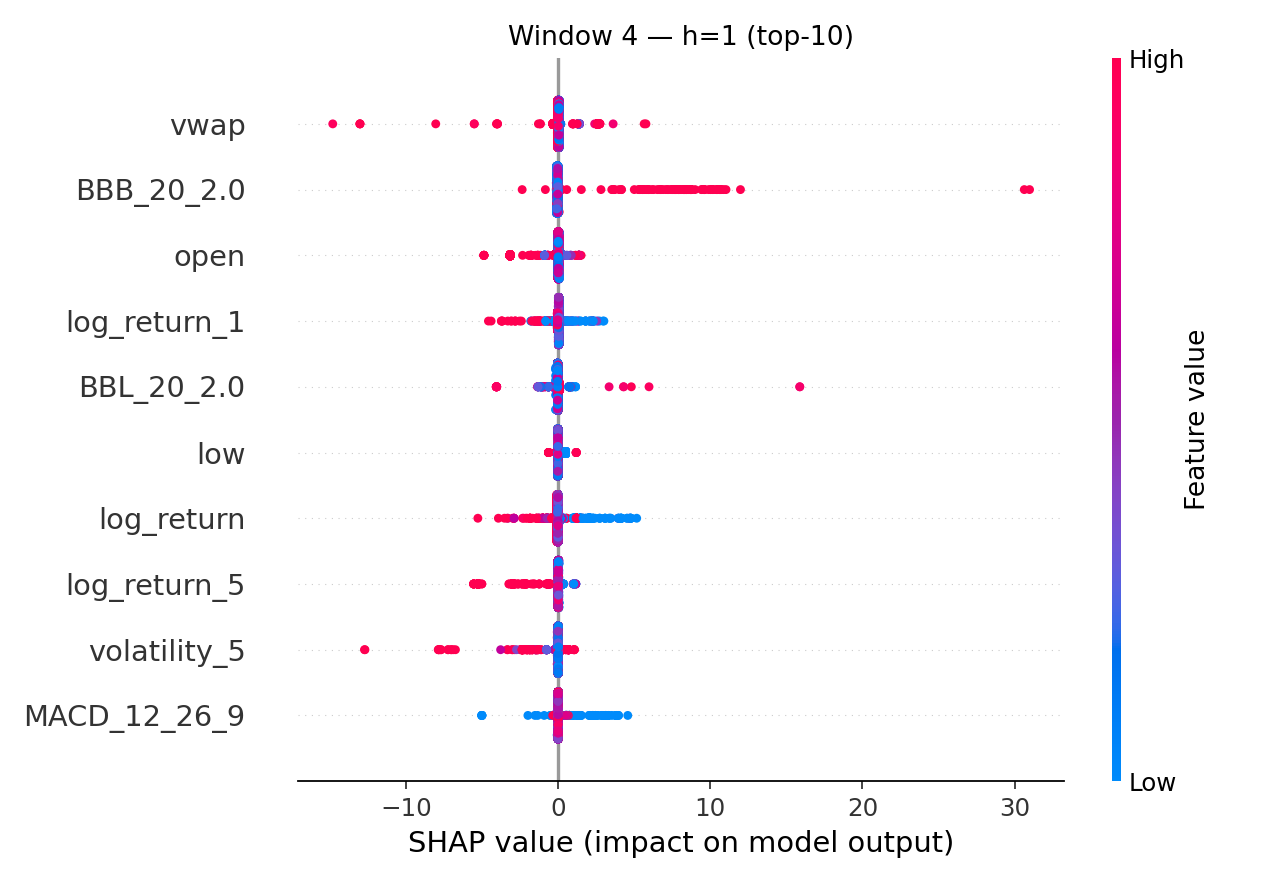 Window 4 — h=1 (top-10)
High
vwap
BBB_20_2.0
open
log_return_1
BBL_20_2.0
low
log_return
log_return_5
volatility_5
MACD_12_26_9
Feature value
Low
−10 0 10 20 30
SHAP value (impact on model output)